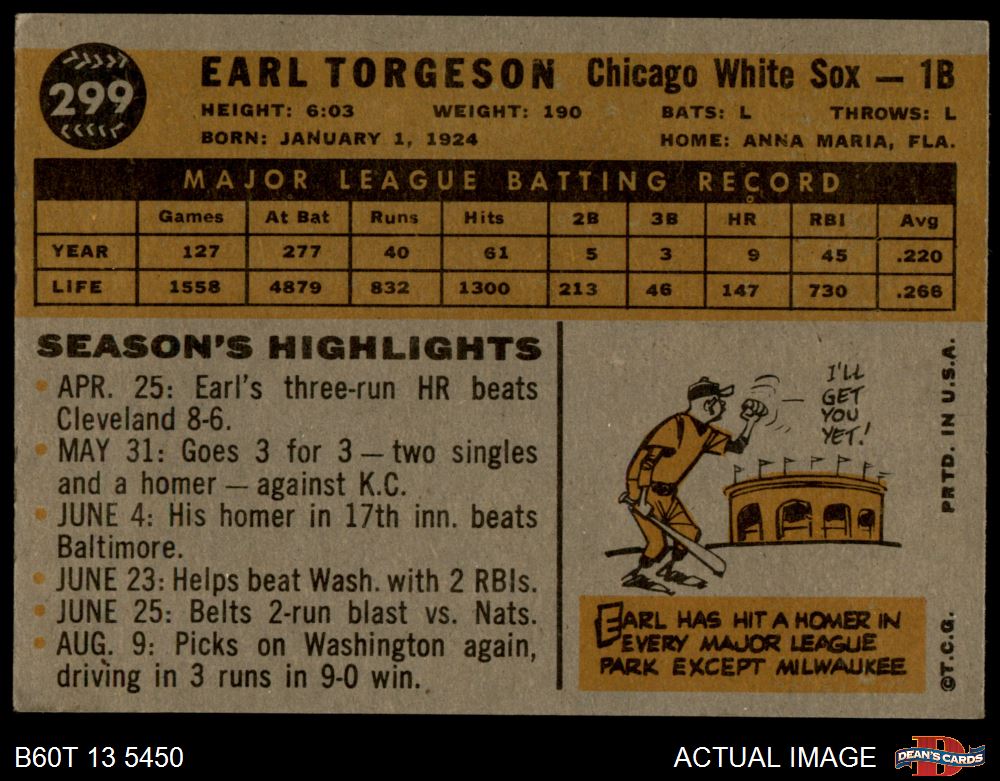 299
EARL TORGESON Chicago White Sox — 1B
HEIGHT: 6:03 WEIGHT: 190 BATS: L THROWS: L
BORN: JANUARY 1, 1924 HOME: ANNA MARIA, FLA.
MAJOR LEAGUE BATTING RECORD
Games At Bat Runs Hits 2B 3B HR RBI Avg
YEAR 127 277 40 61 5 3 9 45 .220
LIFE 1558 4879 832 1300 213 46 147 730 .266
SEASON'S HIGHLIGHTS
• APR. 25: Earl's three-run HR beats
Cleveland 8-6.
• MAY 31: Goes 3 for 3 — two singles
and a homer — against K.C.
• JUNE 4: His homer in 17th inn. beats
Baltimore.
• JUNE 23: Helps beat Wash. with 2 RBIs.
• JUNE 25: Belts 2-run blast vs. Nats.
• AUG. 9: Picks on Washington again,
driving in 3 runs in 9-0 win.
I'LL
GET
YOU
YET!
EARL HAS HIT A HOMER IN
EVERY MAJOR LEAGUE
PARK EXCEPT MILWAUKEE
©T.C.G. PRTD. IN U.S.A.
B60T 13 5450 ACTUAL IMAGE
D
DEAN'S CARDS